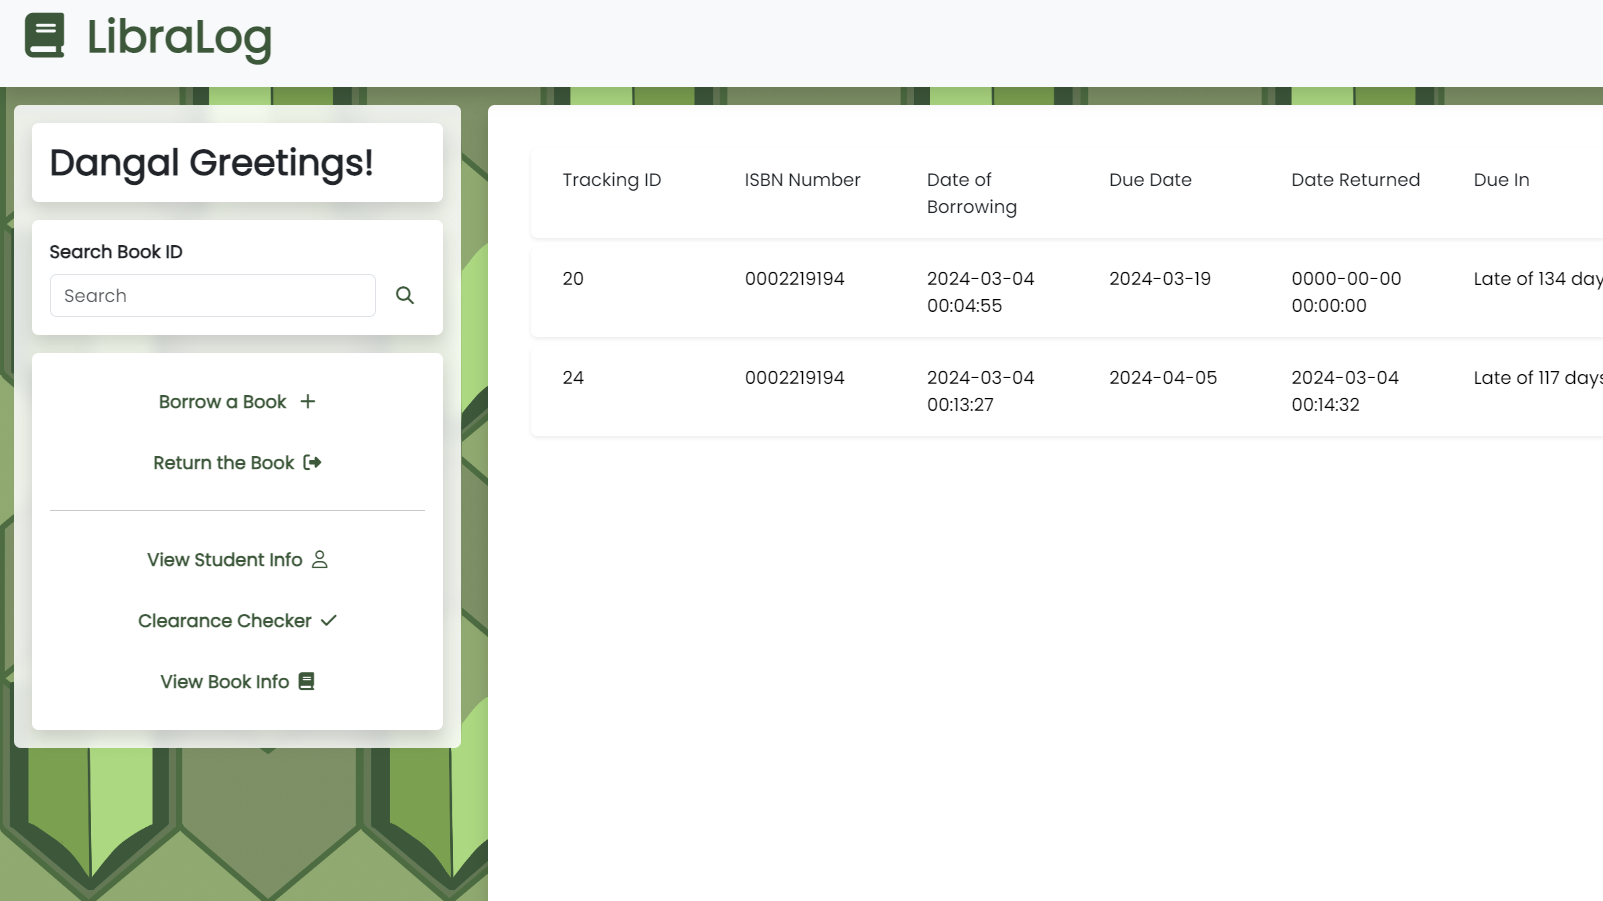 LibraLog
Dangal Greetings!
Search Book ID
Search
Borrow a Book
Return the Book
View Student Info
Clearance Checker
View Book Info
Tracking ID ISBN Number Date of Borrowing Due Date Date Returned Due In
20 0002219194 2024-03-04 00:04:55 2024-03-19 0000-00-00 00:00:00 Late of 134 day
24 0002219194 2024-03-04 00:13:27 2024-04-05 2024-03-04 00:14:32 Late of 117 days